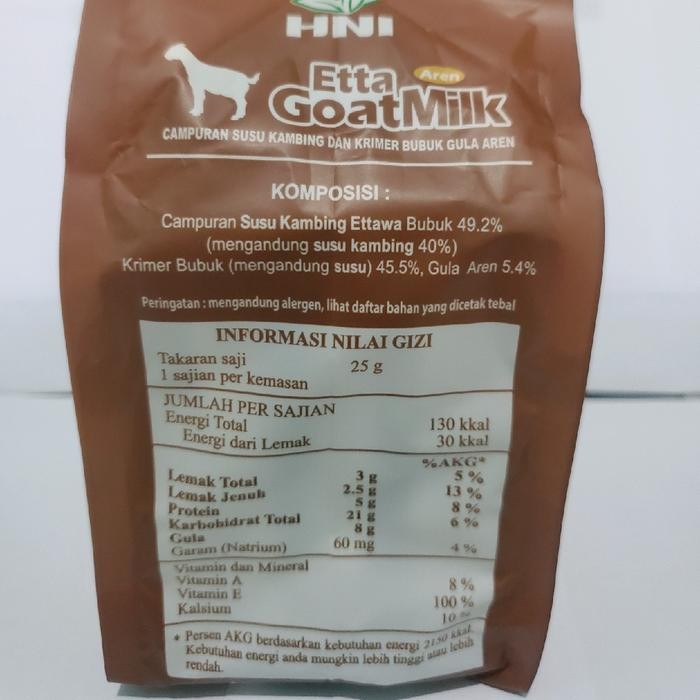 HNI
Etta Aren
GoatMilk
CAMPURAN SUSU KAMBING DAN KRIMER BUBUK GULA AREN
KOMPOSISI :
Campuran Susu Kambing Ettawa Bubuk 49.2%
(mengandung susu kambing 40%)
Krimer Bubuk (mengandung susu) 45.5%, Gula Aren 5.4%
Peringatan : mengandung alergen, lihat daftar bahan yang dicetak tebal
INFORMASI NILAI GIZI
Takaran saji 25 g
1 sajian per kemasan
JUMLAH PER SAJIAN
Energi Total 130 kkal
Energi dari Lemak 30 kkal
%AKG*
Lemak Total 3 g 5 %
Lemak Jenuh 2.5 g 13 %
Protein 5 g 8 %
Karbohidrat Total 21 g 6 %
Gula 8 g
Garam (Natrium) 60 mg 4 %
Vitamin dan Mineral
Vitamin A 8 %
Vitamin E 100 %
Kalsium 10 %
* Persen AKG berdasarkan kebutuhan energi 2150 kkal.
Kebutuhan energi anda mungkin lebih tinggi atau lebih
rendah.